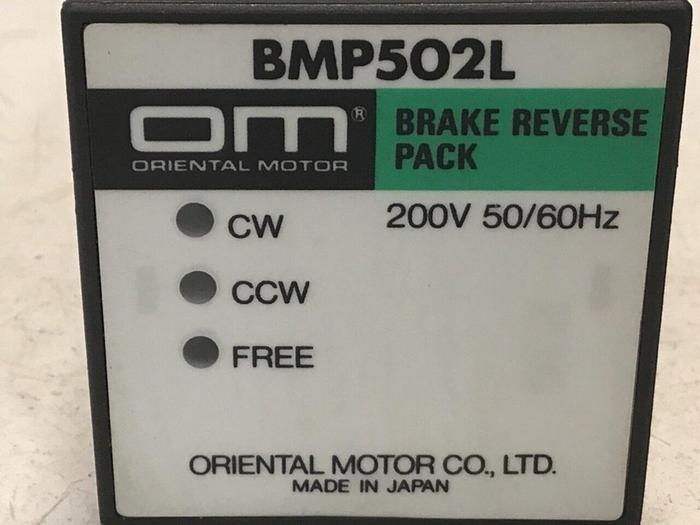 BMP502L
OM®
ORIENTAL MOTOR
BRAKE REVERSE
PACK
200V 50/60Hz
CW
CCW
FREE
ORIENTAL MOTOR CO., LTD.
MADE IN JAPAN